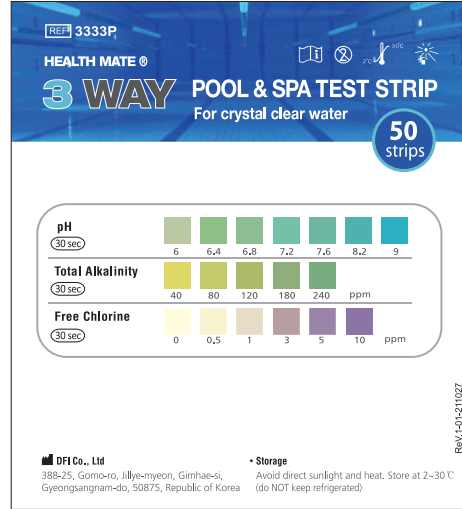 REF 3333P
HEALTH MATE ®
2℃ 30℃
3 WAY POOL & SPA TEST STRIP
For crystal clear water
50
strips
pH
30 sec
6 6.4 6.8 7.2 7.6 8.2 9
Total Alkalinity
30 sec
40 80 120 180 240 ppm
Free Chlorine
30 sec
0 0.5 1 3 5 10 ppm
ReV.1-01-211027
DFI Co., Ltd
388-25, Gomo-ro, Jillye-myeon, Gimhae-si,
Gyeongsangnam-do, 50875, Republic of Korea
• Storage
Avoid direct sunlight and heat. Store at 2~30℃
(do NOT keep refrigerated)